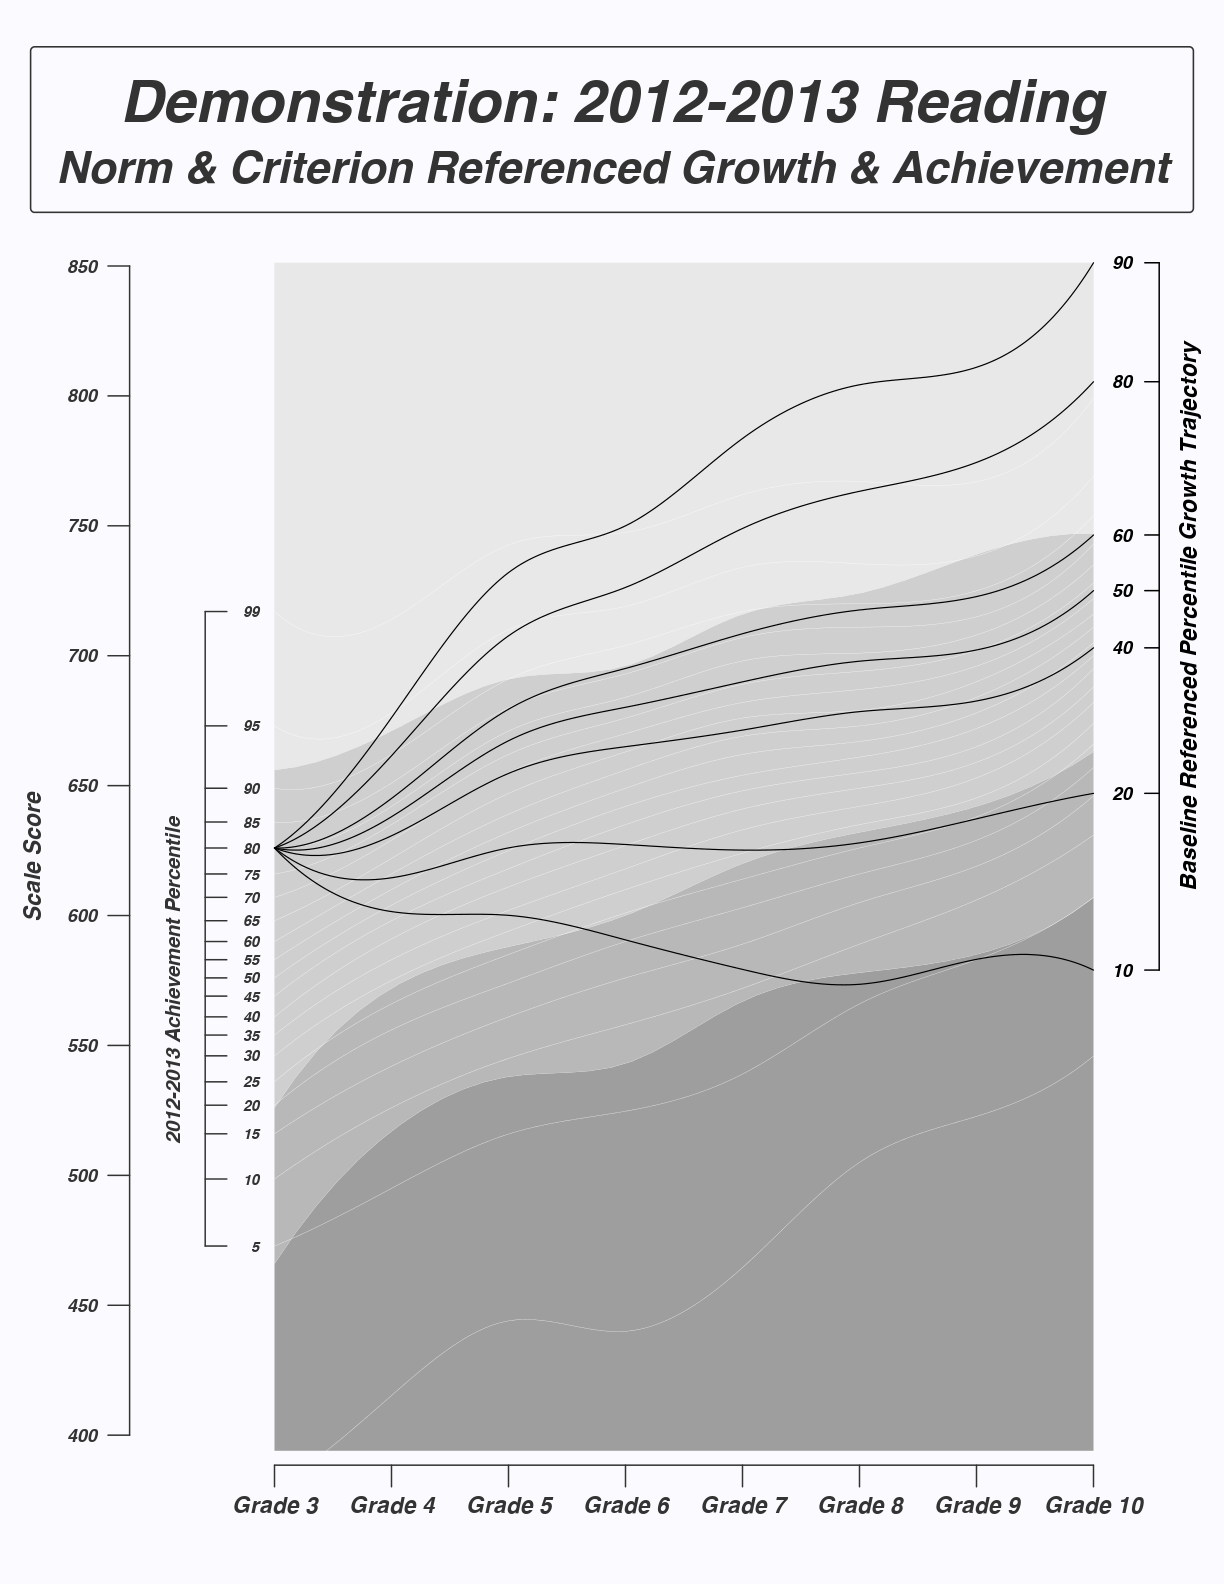 Demonstration: 2012-2013 Reading
Norm & Criterion Referenced Growth & Achievement
Scale Score
850
800
750
700
650
600
550
500
450
400
2012-2013 Achievement Percentile
99
95
90
85
80
75
70
65
60
55
50
45
40
35
30
25
20
15
10
5
90
80
60
50
40
20
10
Baseline Referenced Percentile Growth Trajectory
Grade 3
Grade 4
Grade 5
Grade 6
Grade 7
Grade 8
Grade 9
Grade 10